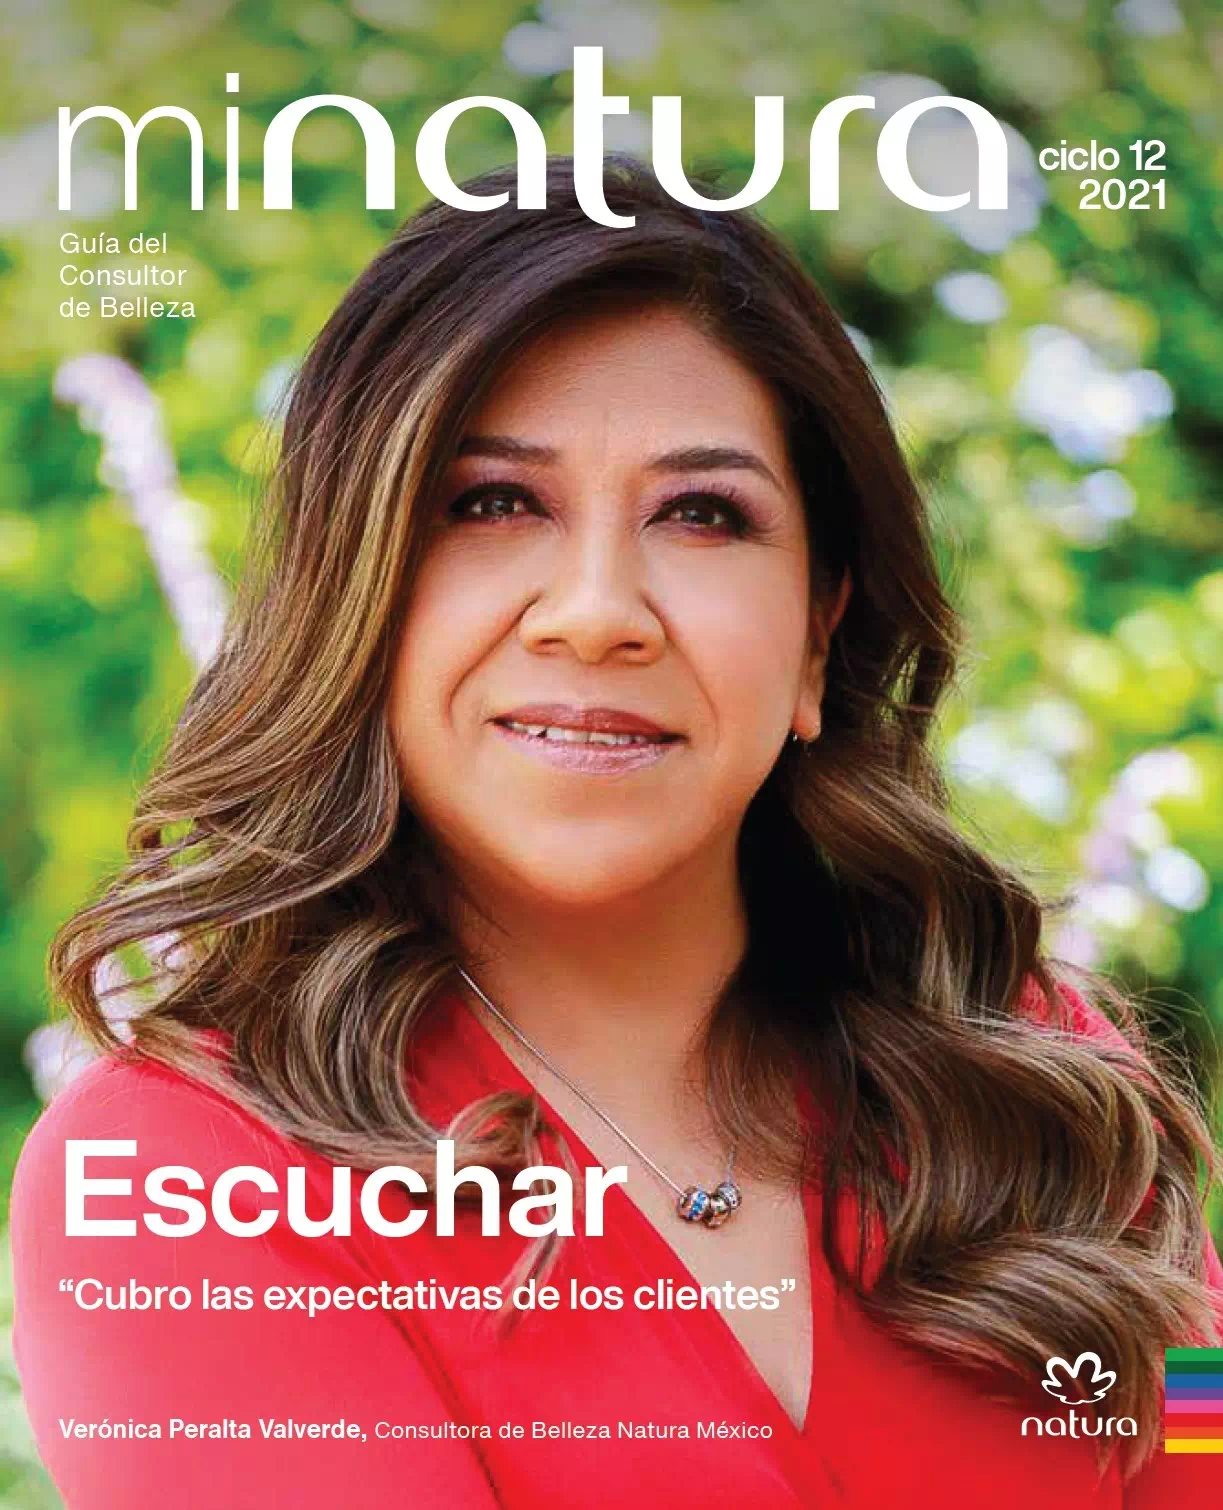 minatura
ciclo 12
2021
Guía del
Consultor
de Belleza
Escuchar
“Cubro las expectativas de los clientes”
Verónica Peralta Valverde, Consultora de Belleza Natura México
natura